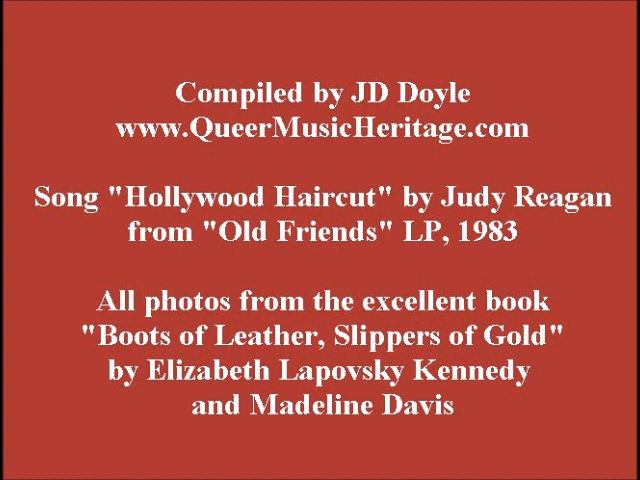 Compiled by JD Doyle
www.QueerMusicHeritage.com
Song "Hollywood Haircut" by Judy Reagan
from "Old Friends" LP, 1983
All photos from the excellent book
"Boots of Leather, Slippers of Gold"
by Elizabeth Lapovsky Kennedy
and Madeline Davis